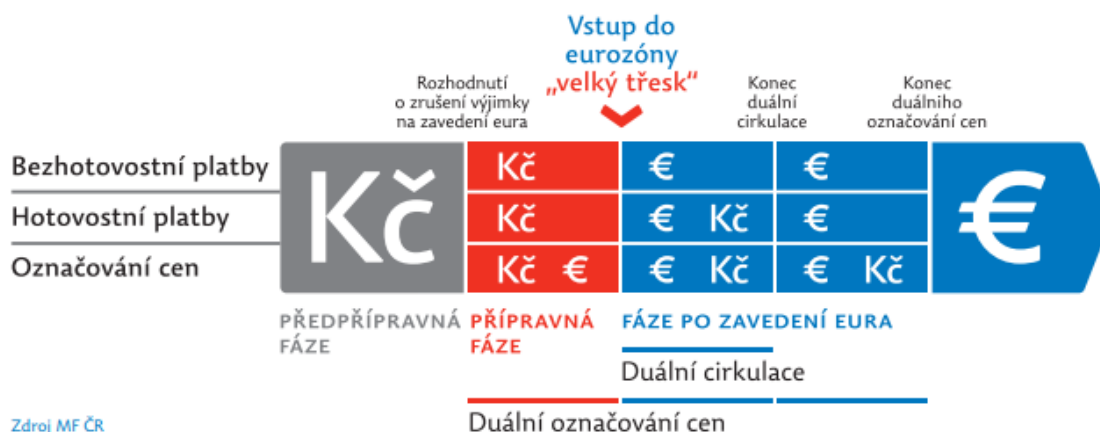 Vstup do
eurozóny
„velký třesk“
Rozhodnutí
o zrušení výjimky
na zavedení eura
Konec
duální
cirkulace
Konec
duálního
označování cen
Bezhotovostní platby
Hotovostní platby
Označování cen
Kč
Kč
€
€
Kč
€ Kč
€
Kč €
€ Kč
€ Kč
€
PŘEDPŘÍPRAVNÁ
FÁZE
PŘÍPRAVNÁ
FÁZE
FÁZE PO ZAVEDENÍ EURA
Duální cirkulace
Duální označování cen
Zdroj MF ČR